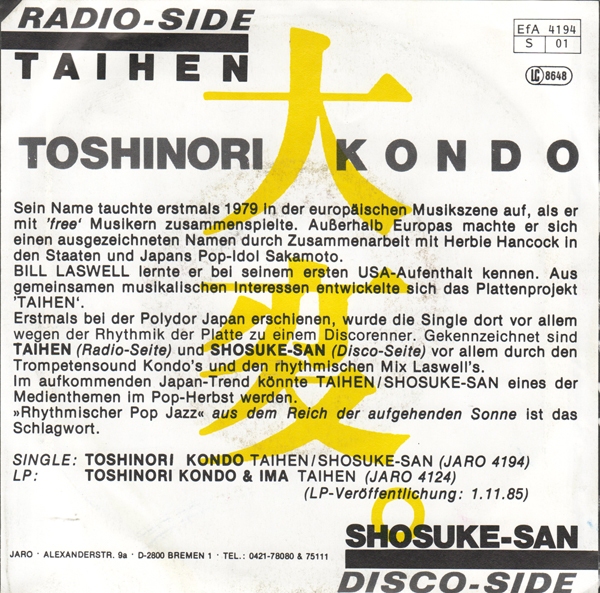 RADIO-SIDE
TAIHEN
EfA 4194
S 01
LC 8648
大変。
TOSHINORI KONDO
Sein Name tauchte erstmals 1979 in der europäischen Musikszene auf, als er
mit 'free' Musikern zusammenspielte. Außerhalb Europas machte er sich
einen ausgezeichneten Namen durch Zusammenarbeit mit Herbie Hancock in
den Staaten und Japans Pop-Idol Sakamoto.
BILL LASWELL lernte er bei seinem ersten USA-Aufenthalt kennen. Aus
gemeinsamen musikalischen Interessen entwickelte sich das Plattenprojekt
'TAIHEN'.
Erstmals bei der Polydor Japan erschienen, wurde die Single dort vor allem
wegen der Rhythmik der Platte zu einem Discorenner. Gekennzeichnet sind
TAIHEN (Radio-Seite) und SHOSUKE-SAN (Disco-Seite) vor allem durch den
Trompetensound Kondo's und den rhythmischen Mix Laswell's.
Im aufkommenden Japan-Trend könnte TAIHEN/SHOSUKE-SAN eines der
Medienthemen im Pop-Herbst werden.
»Rhythmischer Pop Jazz« aus dem Reich der aufgehenden Sonne ist das
Schlagwort.
SINGLE: TOSHINORI KONDO TAIHEN/SHOSUKE-SAN (JARO 4194)
LP: TOSHINORI KONDO & IMA TAIHEN (JARO 4124)
(LP-Veröffentlichung: 1.11.85)
SHOSUKE-SAN
JARO · ALEXANDERSTR. 9a · D-2800 BREMEN 1 · TEL.: 0421-78080 & 75111
DISCO-SIDE